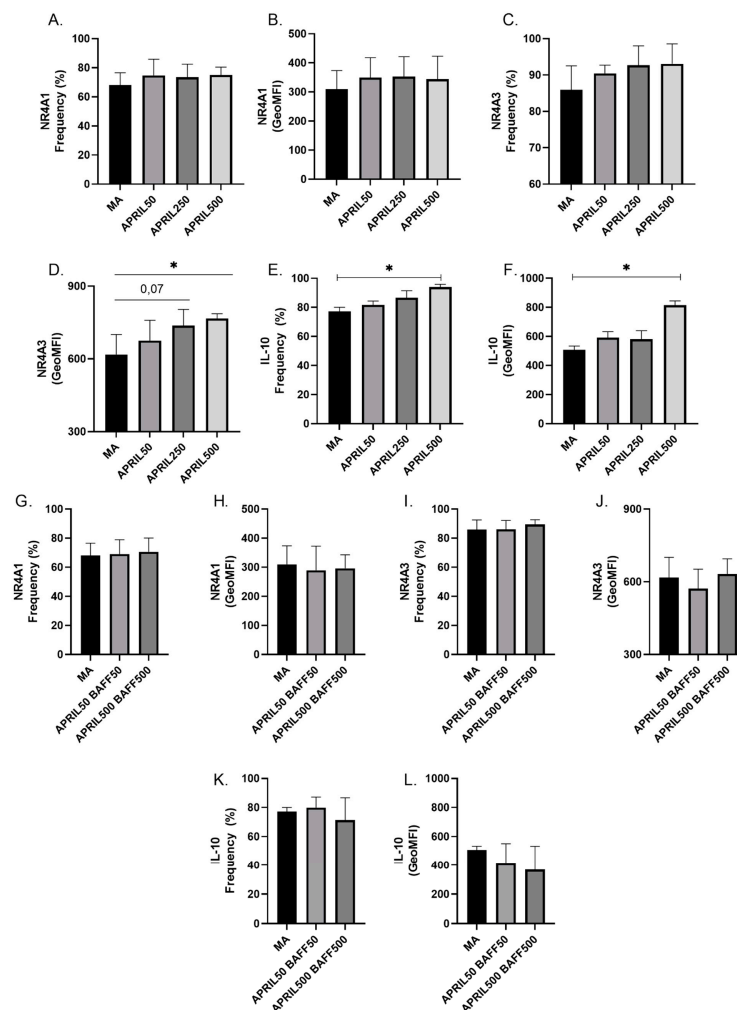 A.
NR4A1
Frequency (%)
100
80
60
40
20
0
MA
APRIL50
APRIL250
APRIL500
B.
NR4A1
(GeoMFI)
500
400
300
200
100
0
MA
APRIL50
APRIL250
APRIL500
C.
NR4A3
Frequency (%)
100
90
80
70
60
MA
APRIL50
APRIL250
APRIL500
D.
NR4A3
(GeoMFI)
900
600
300
*
0,07
MA
APRIL50
APRIL250
APRIL500
E.
IL-10
Frequency (%)
100
80
60
40
20
0
*
MA
APRIL50
APRIL250
APRIL500
F.
IL-10
(GeoMFI)
1000
800
600
400
200
0
*
MA
APRIL50
APRIL250
APRIL500
G.
NR4A1
Frequency (%)
100
80
60
40
20
0
MA
APRIL50 BAFF50
APRIL500 BAFF500
H.
NR4A1
(GeoMFI)
500
400
300
200
100
0
MA
APRIL50 BAFF50
APRIL500 BAFF500
I.
NR4A3
Frequency (%)
100
80
60
40
20
0
MA
APRIL50 BAFF50
APRIL500 BAFF500
J.
NR4A3
(GeoMFI)
900
600
300
MA
APRIL50 BAFF50
APRIL500 BAFF500
K.
IL-10
Frequency (%)
100
80
60
40
20
0
MA
APRIL50 BAFF50
APRIL500 BAFF500
L.
IL-10
(GeoMFI)
1000
800
600
400
200
0
MA
APRIL50 BAFF50
APRIL500 BAFF500